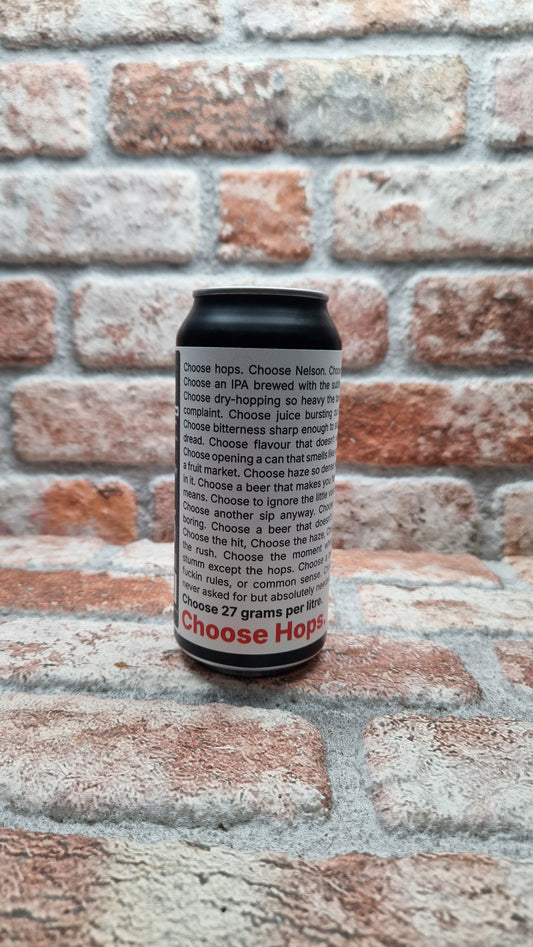 Choose hops. Choose Nelson.
Choose an IPA brewed with the
Choose dry-hopping so heavy the
complaint. Choose juice bursting
Choose bitterness sharp enough to
dread. Choose flavour that doesn't
Choose opening a can that smells like
a fruit market. Choose haze so dense
in it. Choose a beer that makes you
means. Choose to ignore the little
Choose another sip anyway.
boring. Choose a beer that
Choose the hit, Choose the haze,
the rush. Choose the moment
stumm except the hops. Choose
fuckin rules, or common sense.
never asked for but absolutely
Choose 27 grams per litre.
Choose Hops.